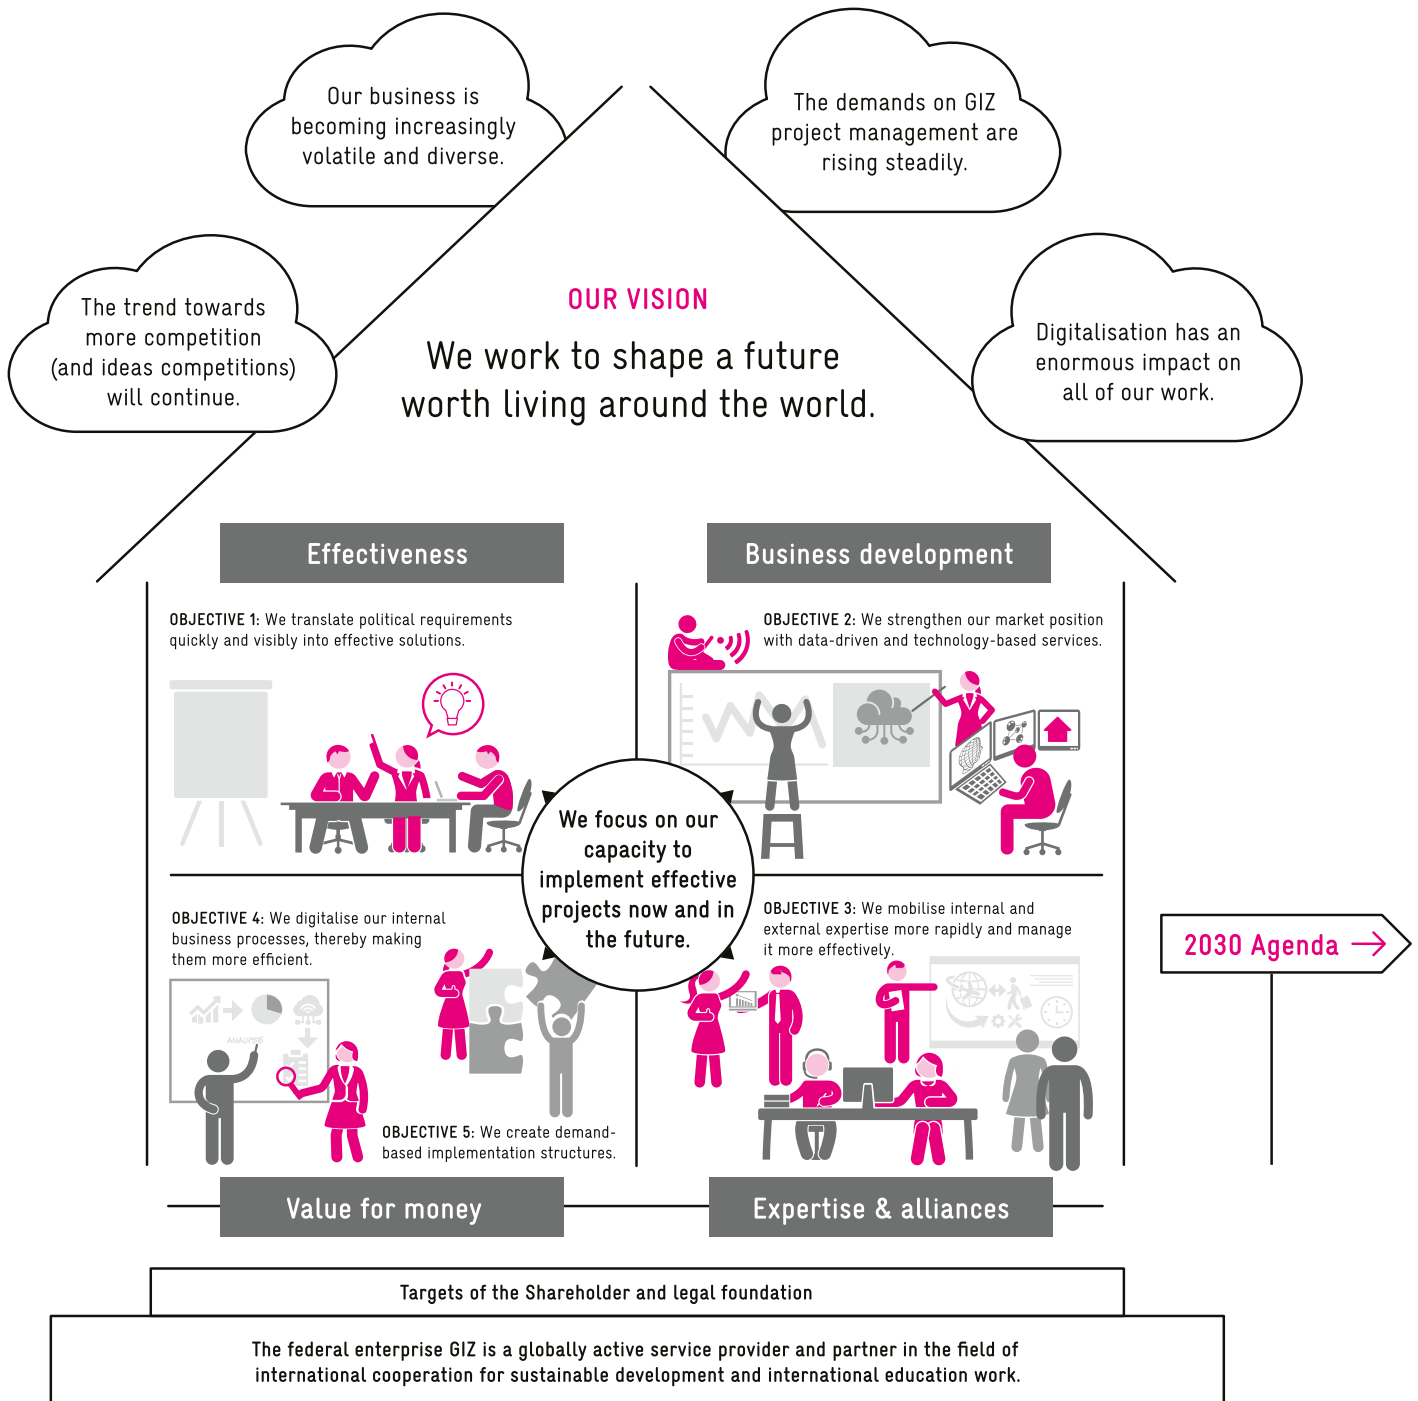 Our business is
becoming increasingly
volatile and diverse.
The demands on GIZ
project management are
rising steadily.
The trend towards
more competition
(and ideas competitions)
will continue.
Digitalisation has an
enormous impact on
all of our work.
OUR VISION
We work to shape a future
worth living around the world.
Effectiveness
Business development
OBJECTIVE 1: We translate political requirements
quickly and visibly into effective solutions.
OBJECTIVE 2: We strengthen our market position
with data-driven and technology-based services.
We focus on our
capacity to
implement effective
projects now and in
the future.
OBJECTIVE 4: We digitalise our internal
business processes, thereby making
them more efficient.
ANALYSE
OBJECTIVE 5: We create demand-
based implementation structures.
OBJECTIVE 3: We mobilise internal and
external expertise more rapidly and manage
it more effectively.
2030 Agenda
Value for money
Expertise & alliances
Targets of the Shareholder and legal foundation
The federal enterprise GIZ is a globally active service provider and partner in the field of
international cooperation for sustainable development and international education work.